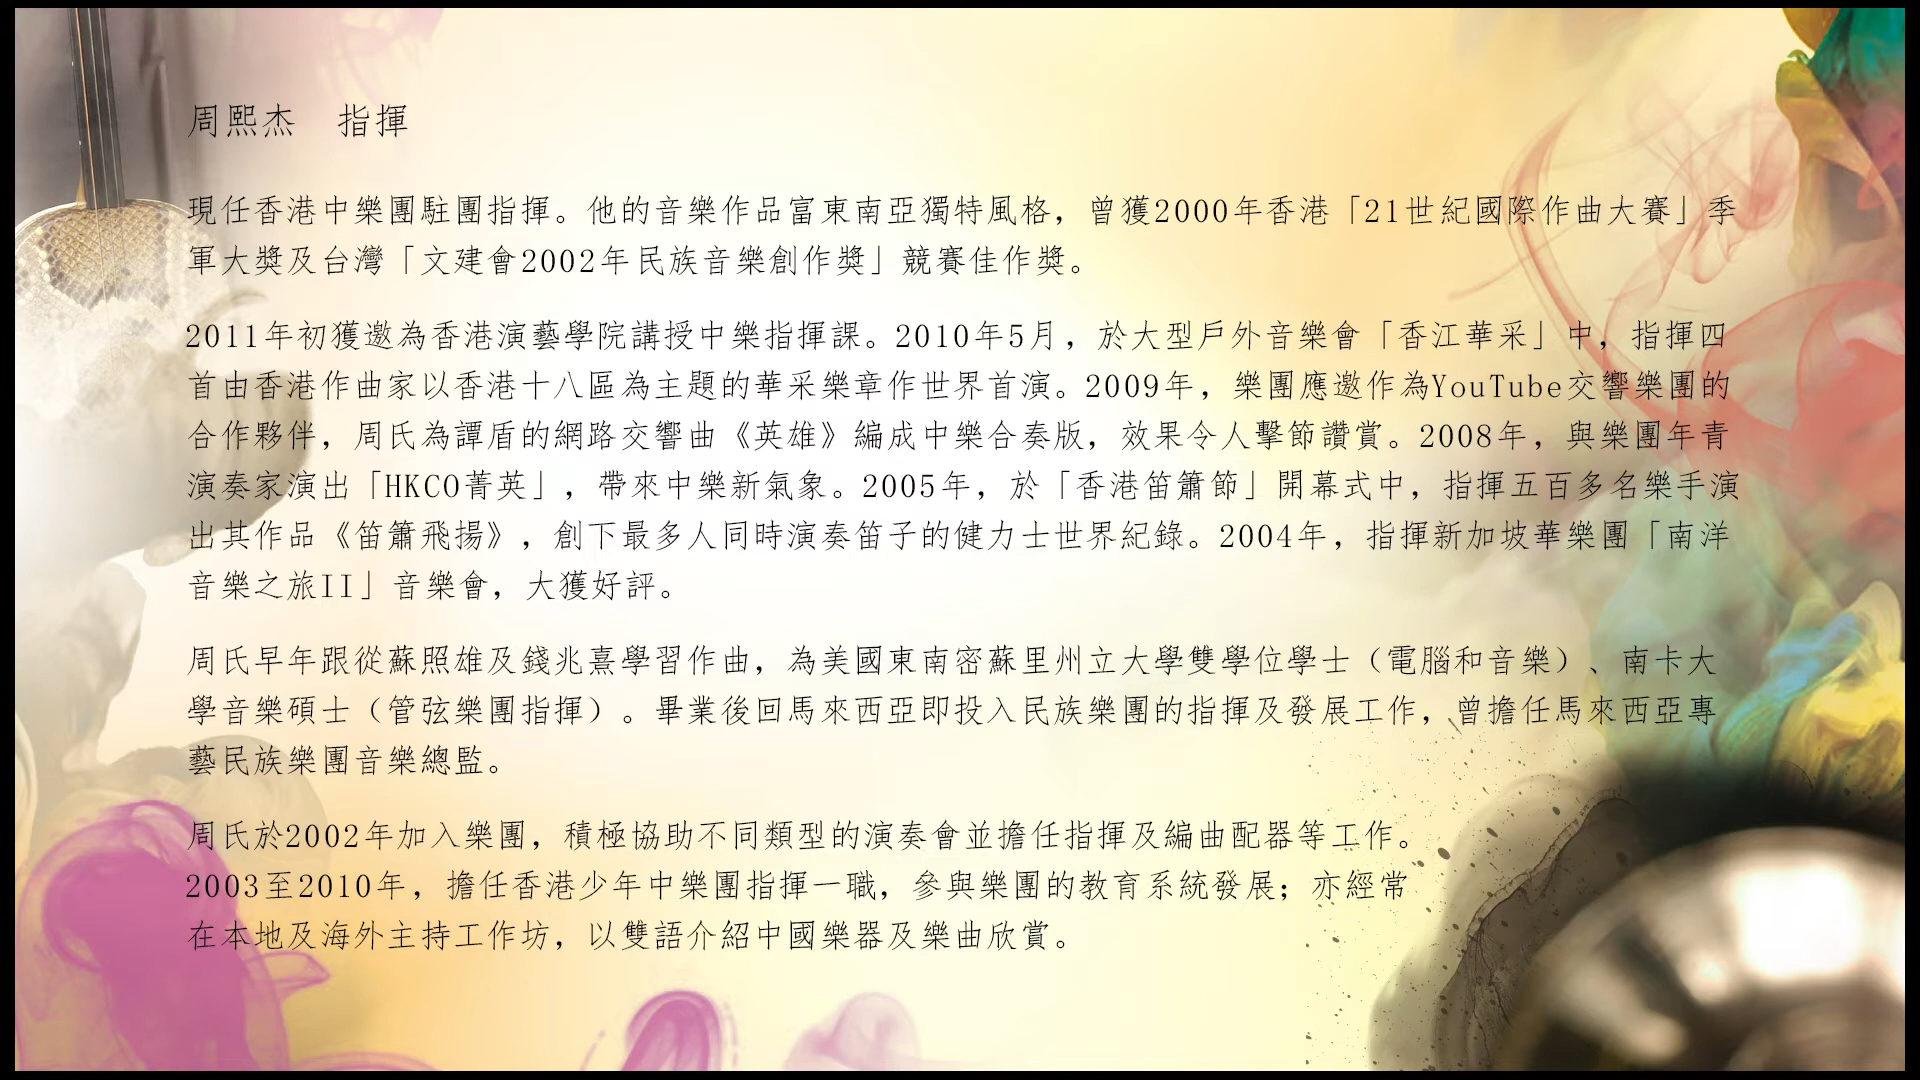 周熙杰　指揮
現任香港中樂團駐團指揮。他的音樂作品富東南亞獨特風格，曾獲2000年香港「21世紀國際作曲大賽」季
軍大獎及台灣「文建會2002年民族音樂創作獎」競賽佳作獎。
2011年初獲邀為香港演藝學院講授中樂指揮課。2010年5月，於大型戶外音樂會「香江華采」中，指揮四
首由香港作曲家以香港十八區為主題的華采樂章作世界首演。2009年，樂團應邀作為YouTube交響樂團的
合作夥伴，周氏為譚盾的網路交響曲《英雄》編成中樂合奏版，效果令人擊節讚賞。2008年，與樂團年青
演奏家演出「HKCO菁英」，帶來中樂新氣象。2005年，於「香港笛簫節」開幕式中，指揮五百多名樂手演
出其作品《笛簫飛揚》，創下最多人同時演奏笛子的健力士世界紀錄。2004年，指揮新加坡華樂團「南洋
音樂之旅II」音樂會，大獲好評。
周氏早年跟從蘇照雄及錢兆熹學習作曲，為美國東南密蘇里州立大學雙學位學士（電腦和音樂）、南卡大
學音樂碩士（管弦樂團指揮）。畢業後回馬來西亞即投入民族樂團的指揮及發展工作，曾擔任馬來西亞專
藝民族樂團音樂總監。
周氏於2002年加入樂團，積極協助不同類型的演奏會並擔任指揮及編曲配器等工作。
2003至2010年，擔任香港少年中樂團指揮一職，參與樂團的教育系統發展；亦經常
在本地及海外主持工作坊，以雙語介紹中國樂器及樂曲欣賞。